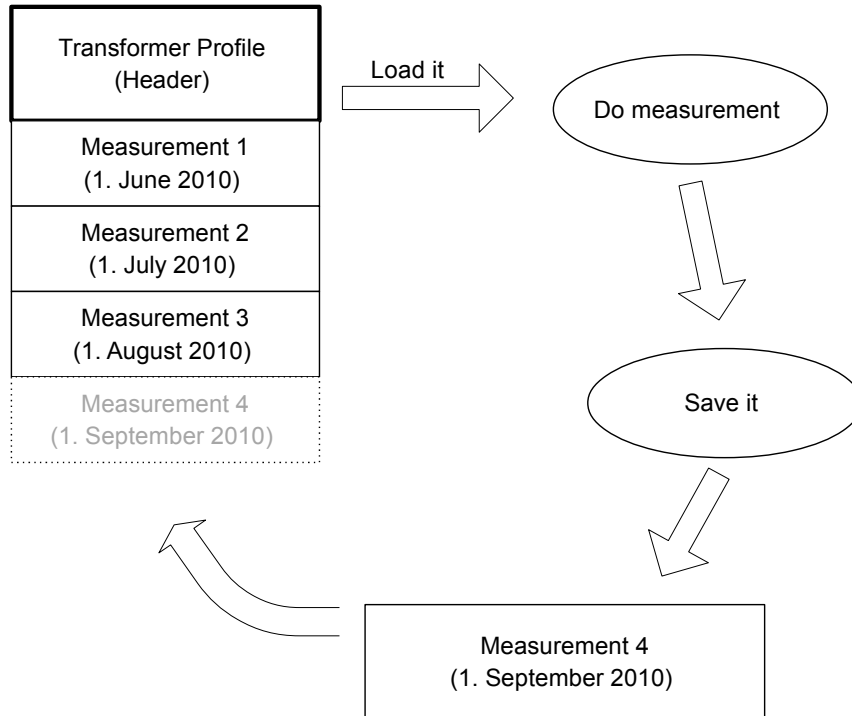 Transformer Profile
(Header)
Load it
Do measurement
Measurement 1
(1. June 2010)
Measurement 2
(1. July 2010)
Measurement 3
(1. August 2010)
Measurement 4
(1. September 2010)
Save it
Measurement 4
(1. September 2010)